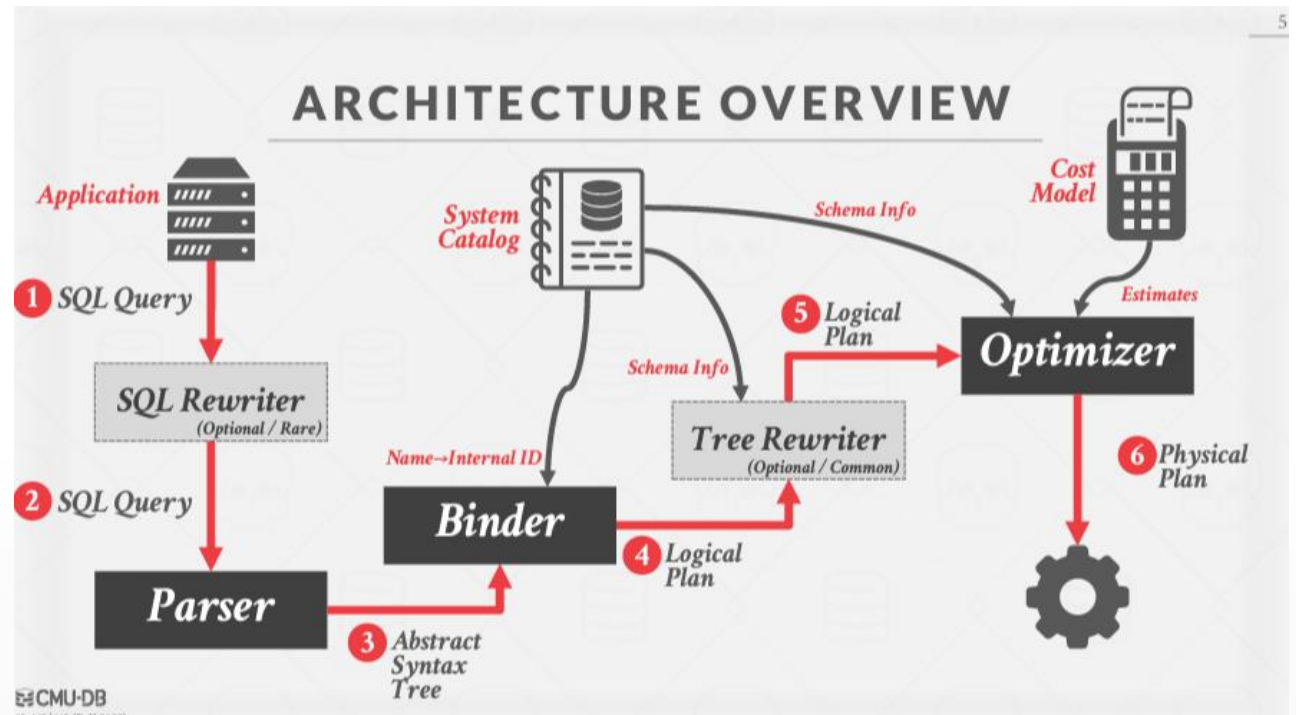 5
ARCHITECTURE OVERVIEW
Application
System
Catalog
Schema Info
Cost
Model
1 SQL Query
Estimates
5 Logical
Plan
Optimizer
SQL Rewriter
(Optional / Rare)
Schema Info
Tree Rewriter
(Optional / Common)
Name→Internal ID
6 Physical
Plan
2 SQL Query
Binder
4 Logical
Plan
Parser
3 Abstract
Syntax
Tree
CMU·DB